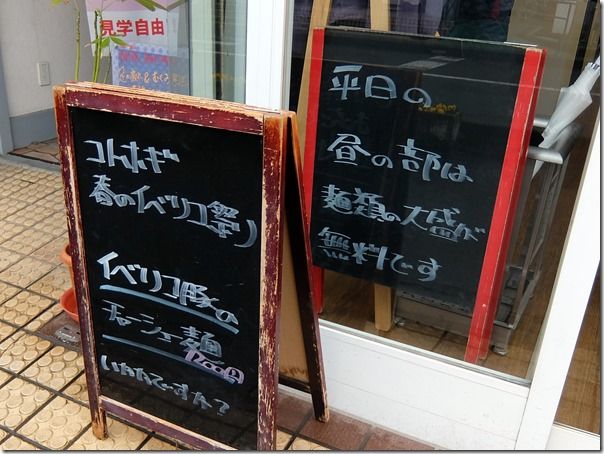 見学自由
コトホギ
春のイベリコ祭り
イベリコ豚の
チャーシュー麺
1200円
いかがですか?
平日の
昼の部は
麺類の大盛が
無料です